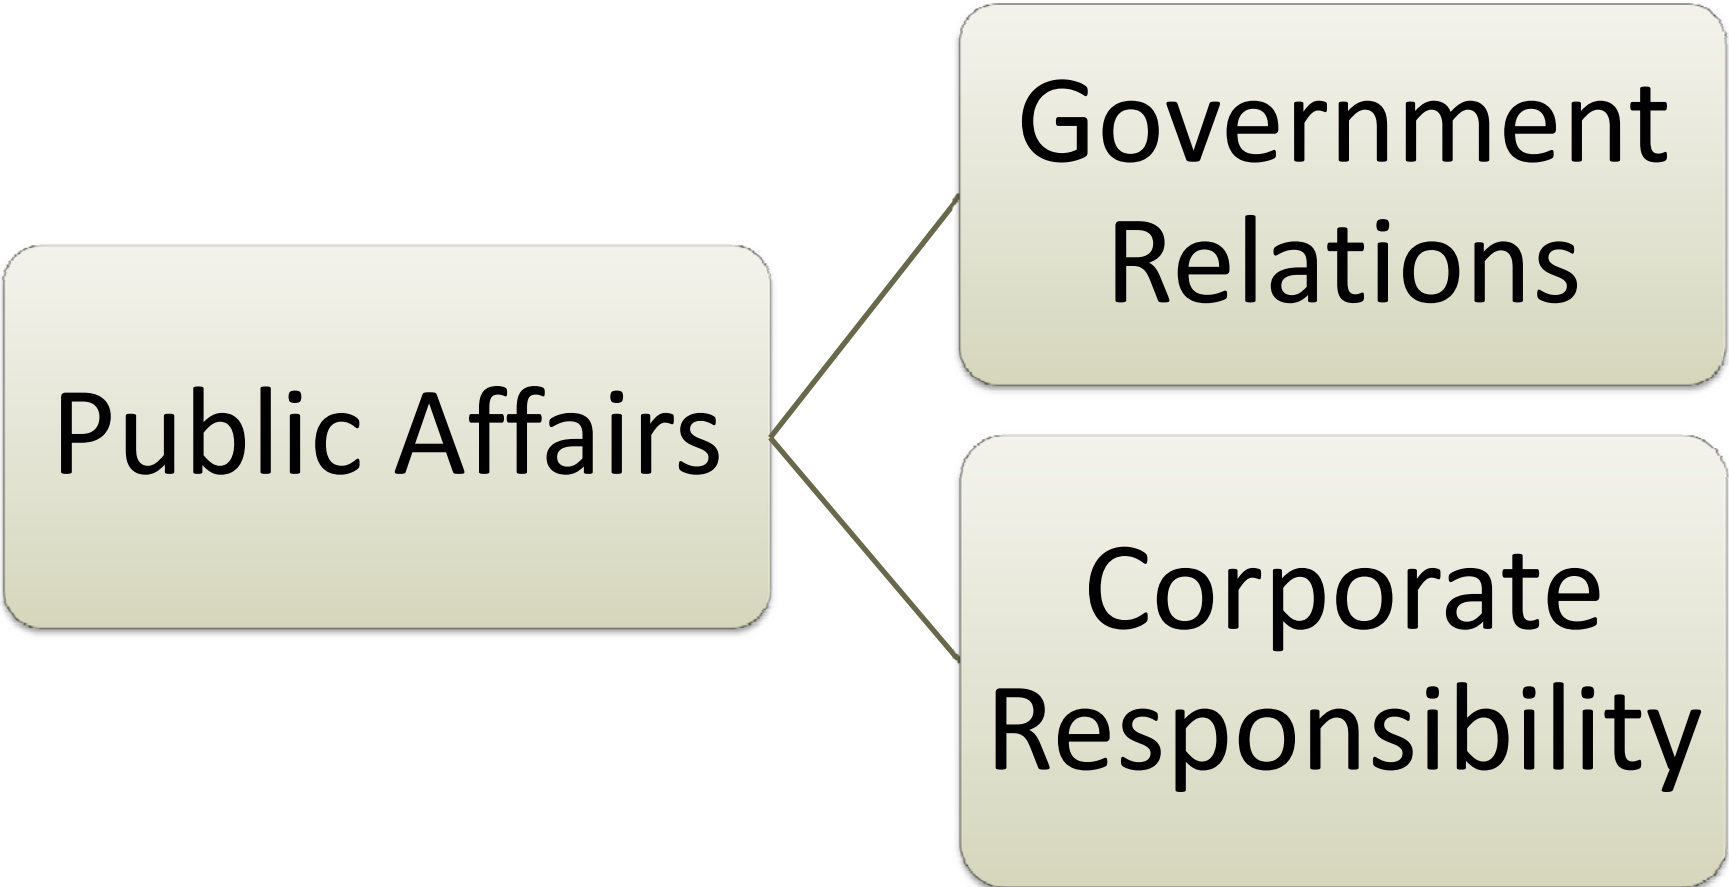 Public Affairs
Government
Relations
Corporate
Responsibility